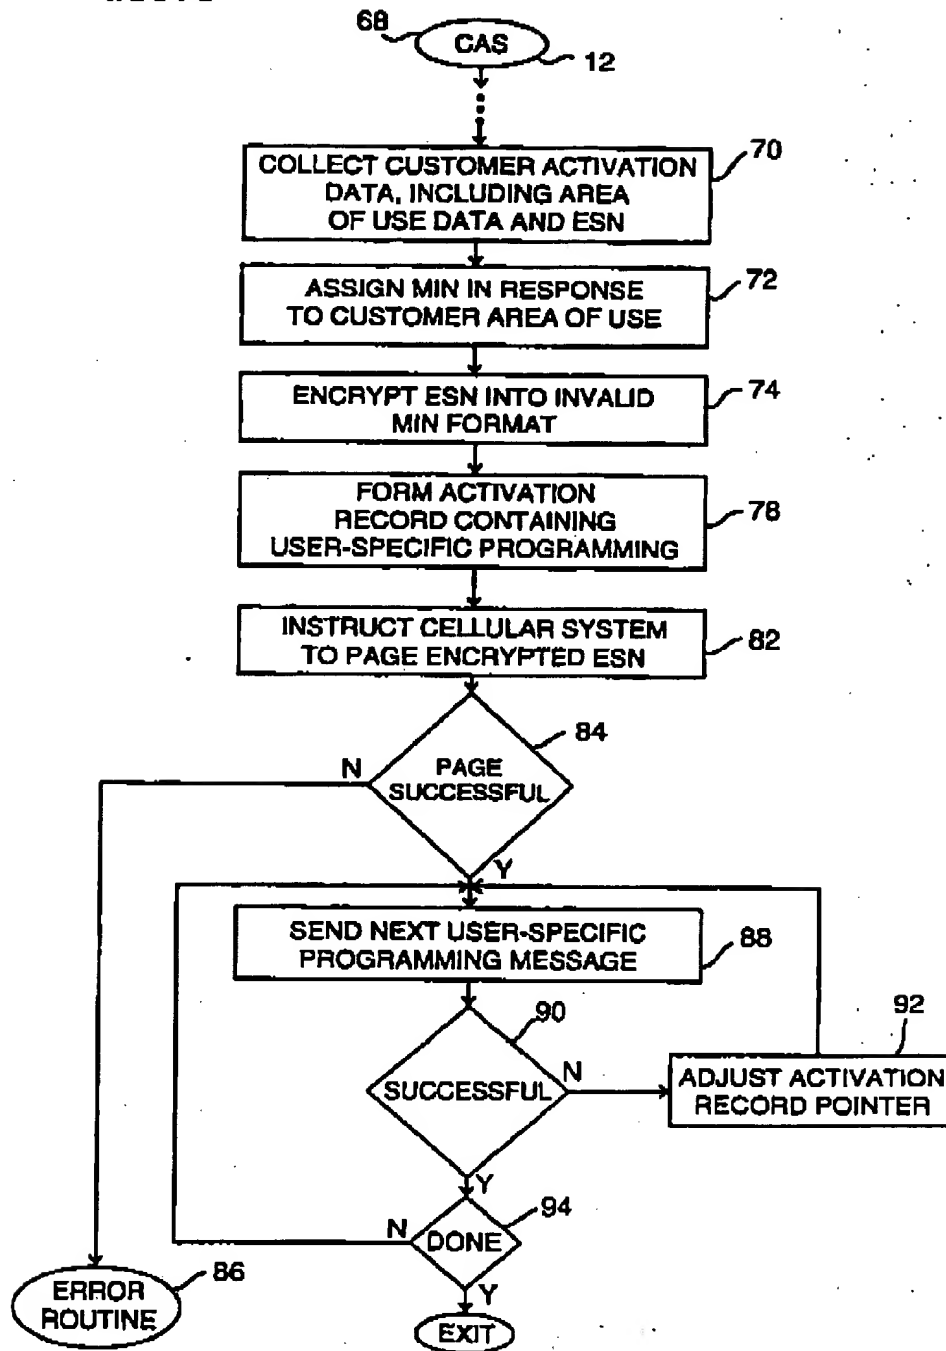 68
CAS
12
COLLECT CUSTOMER ACTIVATION
DATA, INCLUDING AREA
OF USE DATA AND ESN
70
ASSIGN MIN IN RESPONSE
TO CUSTOMER AREA OF USE
72
ENCRYPT ESN INTO INVALID
MIN FORMAT
74
FORM ACTIVATION
RECORD CONTAINING
USER-SPECIFIC PROGRAMMING
78
INSTRUCT CELLULAR SYSTEM
TO PAGE ENCRYPTED ESN
82
84
N
PAGE
SUCCESSFUL
Y
SEND NEXT USER-SPECIFIC
PROGRAMMING MESSAGE
88
90
SUCCESSFUL
N
92
ADJUST ACTIVATION
RECORD POINTER
Y
94
N
DONE
Y
86
ERROR
ROUTINE
EXIT